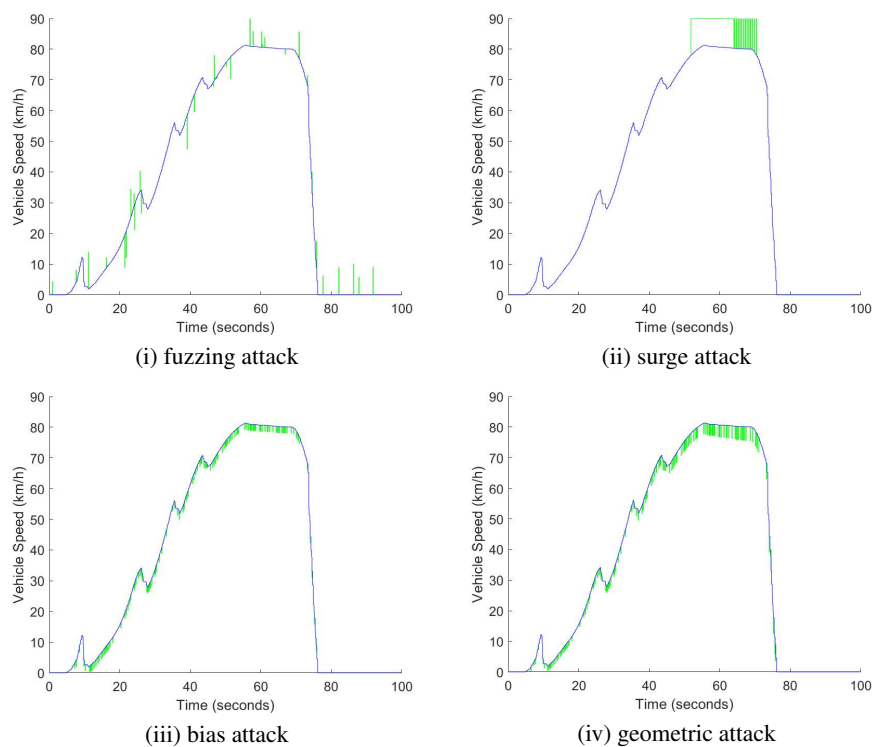 90
80
70
60
50
40
30
20
10
0
Vehicle Speed (km/h)
0 20 40 60 80 100
Time (seconds)
(i) fuzzing attack
90
80
70
60
50
40
30
20
10
0
Vehicle Speed (km/h)
0 20 40 60 80 100
Time (seconds)
(ii) surge attack
90
80
70
60
50
40
30
20
10
0
Vehicle Speed (km/h)
0 20 40 60 80 100
Time (seconds)
(iii) bias attack
90
80
70
60
50
40
30
20
10
0
Vehicle Speed (km/h)
0 20 40 60 80 100
Time (seconds)
(iv) geometric attack